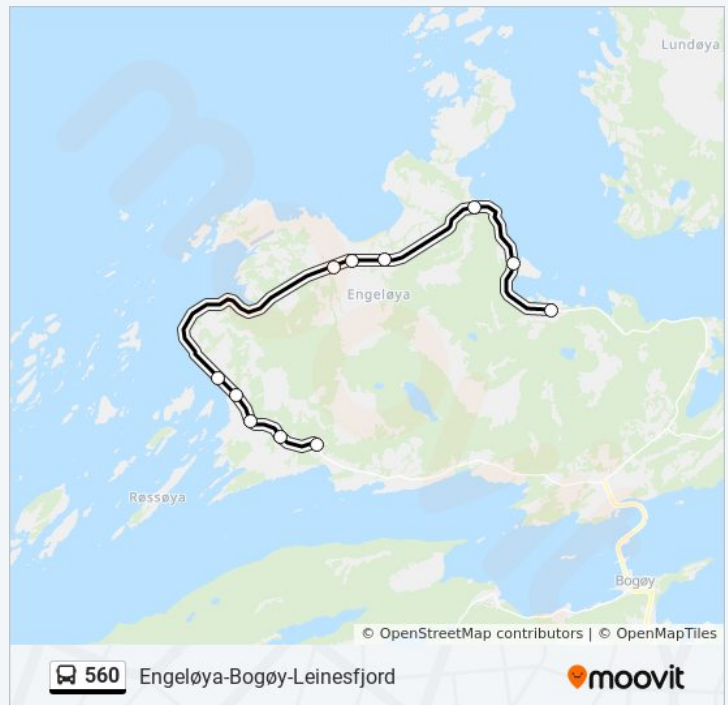 Lundøya
Engeløya
Røssøya
Bogøy
© OpenStreetMap contributors | © OpenMapTiles
560 Engeløya-Bogøy-Leinesfjord
moovit